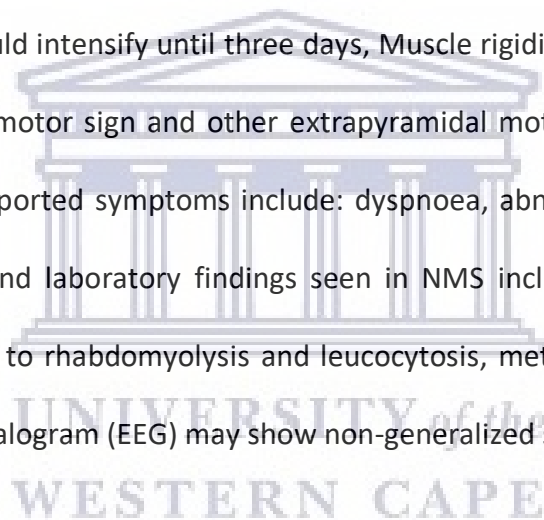 uld intensify until three days, Muscle rigidi
motor sign and other extrapyramidal mot
ported symptoms include: dyspnoea, abn
nd laboratory findings seen in NMS incl
to rhabdomyolysis and leucocytosis, met
UNIVERSITY of the
alogram (EEG) may show non-generalized
WESTERN CAPE